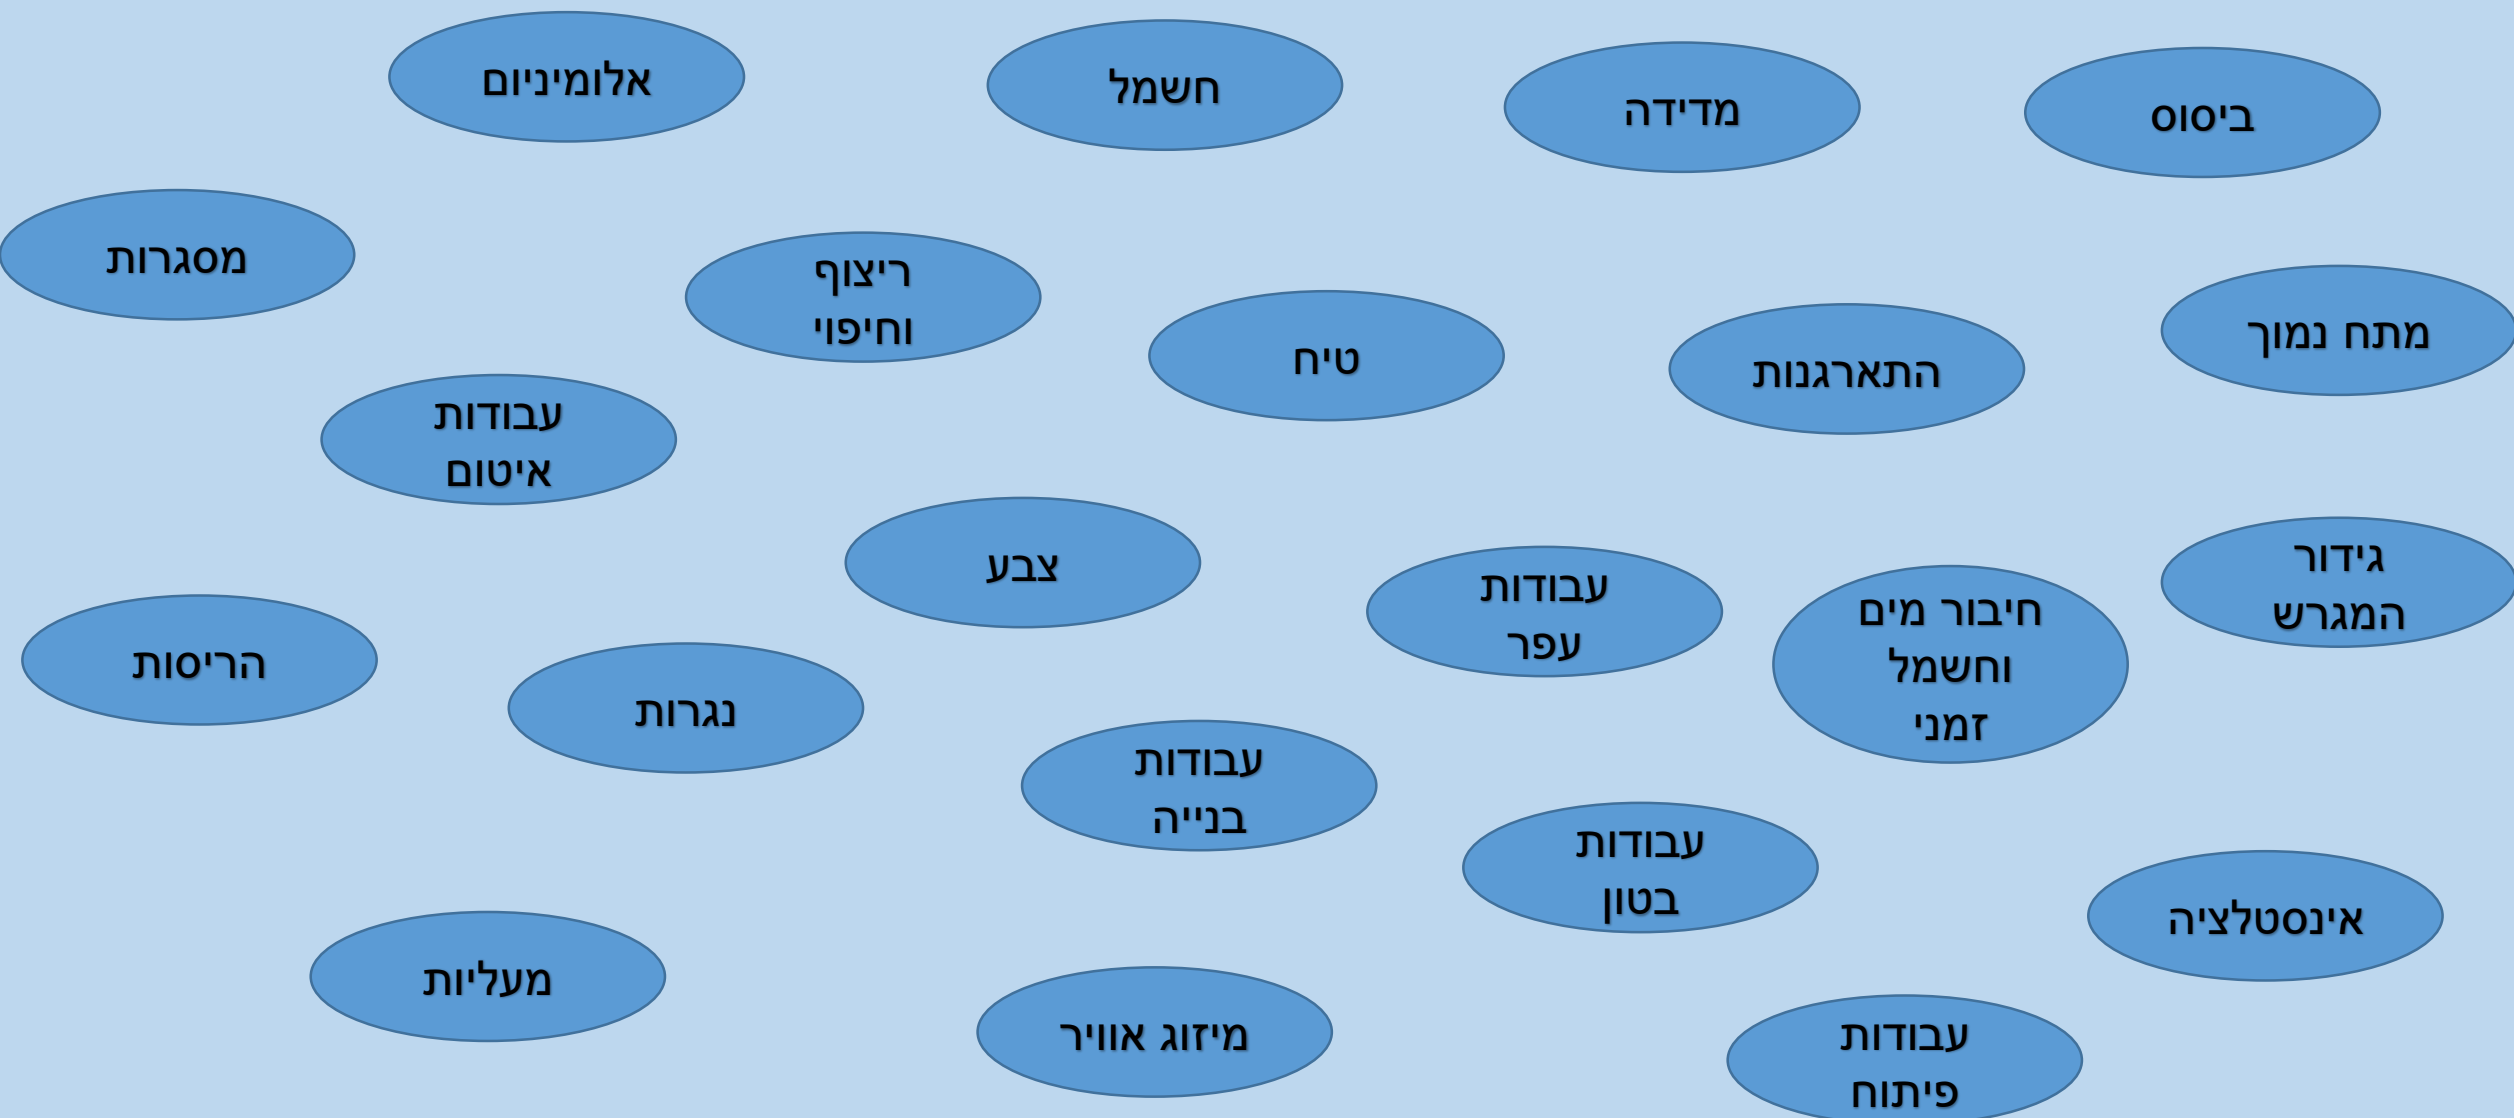 ביסוס
מדידה
חשמל
אלומיניום
מתח נמוך
התארגנות
טיח
ריצוף
וחיפוי
מסגרות
עבודות
איטום
גידור
המגרש
חיבור מים
וחשמל
זמני
עבודות
עפר
צבע
נגרות
הריסות
עבודות
בנייה
עבודות
בטון
אינסטלציה
עבודות
פיתוח
מיזוג אוויר
מעליות